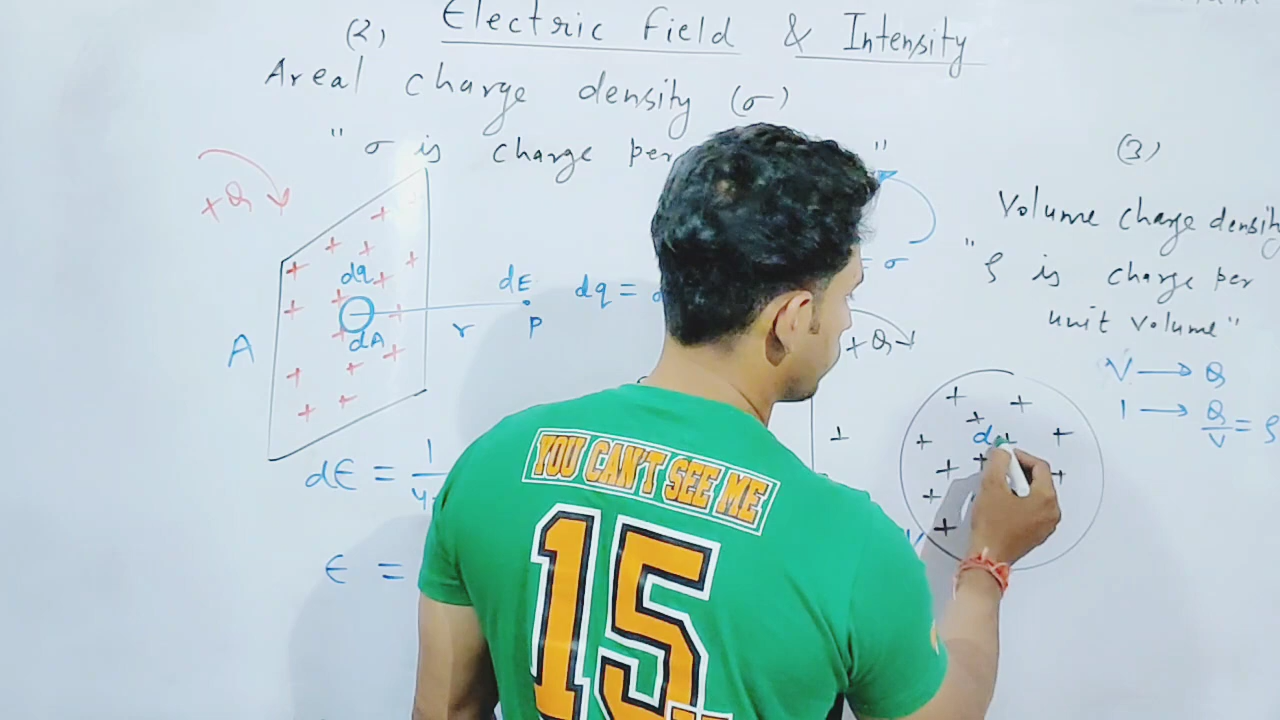 (2)
Electric field & Intensity
Areal charge density (σ)
" σ is charge per "
+Q
dq
dA
A
r
dE
P
dq =
= σ
dE = 1
E =
+Q
(3)
Volume charge density
" ρ is charge per
unit volume "
V → Q
1 → Q/V = ρ
d
YOU CAN'T SEE ME
15